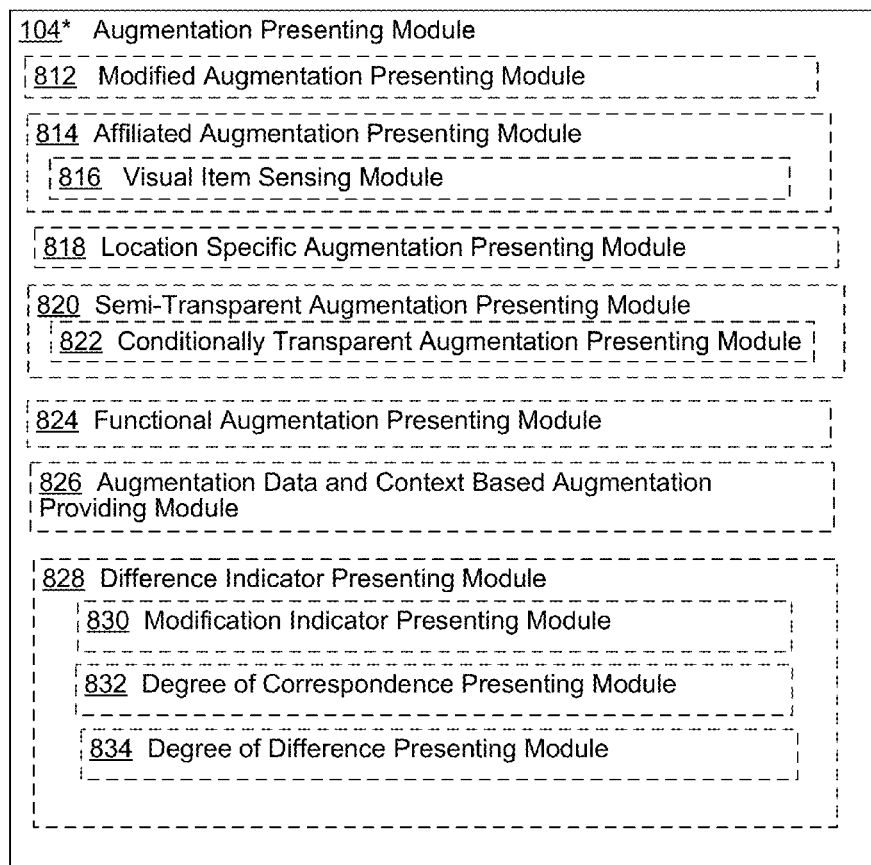 104* Augmentation Presenting Module
812 Modified Augmentation Presenting Module
814 Affiliated Augmentation Presenting Module
816 Visual Item Sensing Module
818 Location Specific Augmentation Presenting Module
820 Semi-Transparent Augmentation Presenting Module
822 Conditionally Transparent Augmentation Presenting Module
824 Functional Augmentation Presenting Module
826 Augmentation Data and Context Based Augmentation
Providing Module
828 Difference Indicator Presenting Module
830 Modification Indicator Presenting Module
832 Degree of Correspondence Presenting Module
834 Degree of Difference Presenting Module